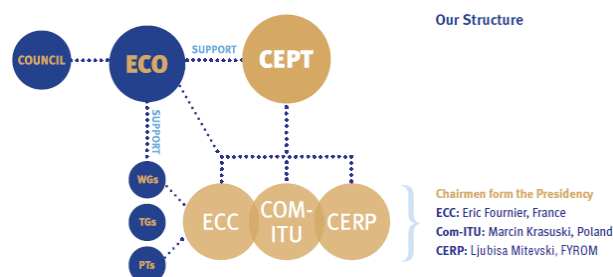 Our Structure
COUNCIL
ECO
SUPPORT
CEPT
SUPPORT
WGs
TGs
PTs
ECC
COM-
ITU
CERP
Chairmen form the Presidency
ECC: Eric Fournier, France
Com-ITU: Marcin Krasuski, Poland
CERP: Ljubisa Mitevski, FYROM